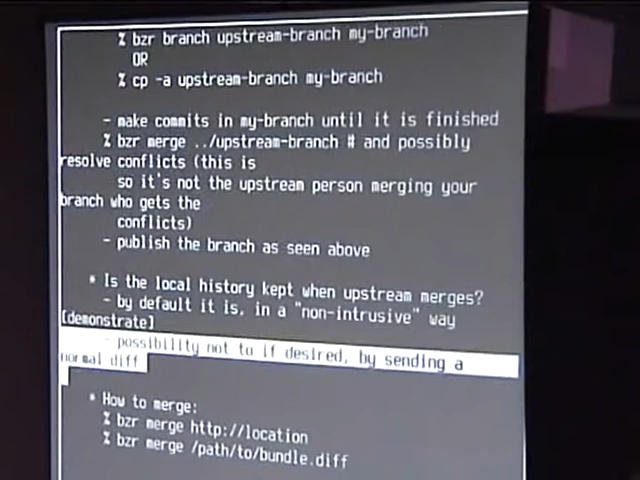 % bzr branch upstream-branch my-branch
OR
% cp -a upstream-branch my-branch
- make commits in my-branch until it is finished
% bzr merge ../upstream-branch # and possibly
resolve conflicts (this is
so it's not the upstream person merging your
branch who gets the
conflicts)
- publish the branch as seen above
* Is the local history kept when upstream merges?
- by default it is, in a "non-intrusive" way
[demonstrate]
- possibility not to if desired, by sending a
normal diff
* How to merge:
% bzr merge http://location
% bzr merge /path/to/bundle.diff